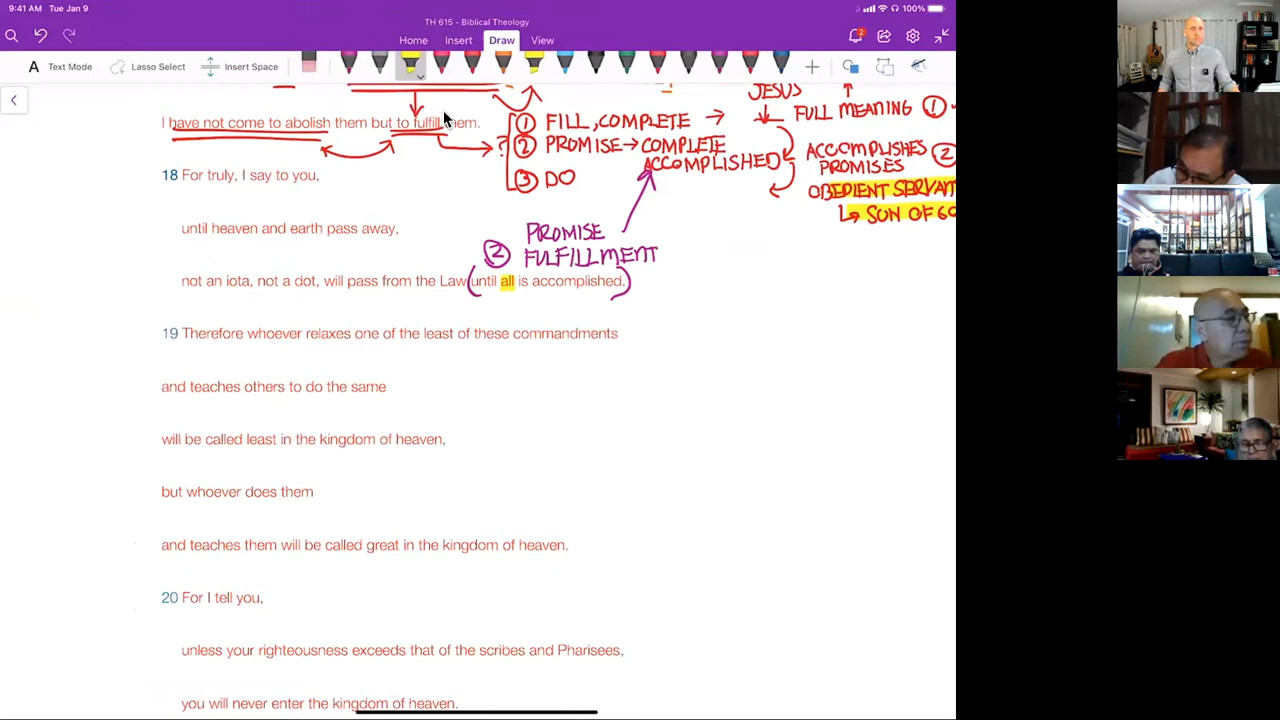 9:41 AM Tue Jan 9
100%
TH 615 - Biblical Theology
Home Insert Draw View
2
A Text Mode Lasso Select Insert Space
JESUS
I have not come to abolish them but to fulfill them.
?
① FILL, COMPLETE →
FULL MEANING ①
② PROMISE → COMPLETE
ACCOMPLISHED
ACCOMPLISHES ②
PROMISES
③ DO
OBEDIENT SERVANT
↳ SON OF GO
18 For truly, I say to you,
until heaven and earth pass away,
② PROMISE
FULFILLMENT
not an iota, not a dot, will pass from the Law (until all is accomplished.)
19 Therefore whoever relaxes one of the least of these commandments
and teaches others to do the same
will be called least in the kingdom of heaven,
but whoever does them
and teaches them will be called great in the kingdom of heaven.
20 For I tell you,
unless your righteousness exceeds that of the scribes and Pharisees,
you will never enter the kingdom of heaven.